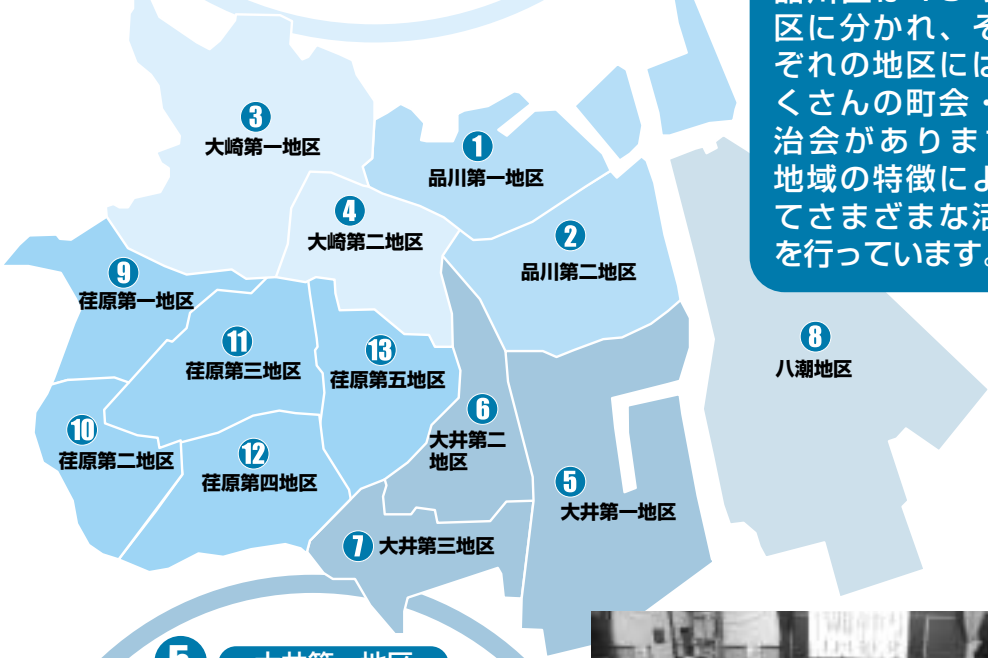 区に分かれ、そ
ぞれの地区には
くさんの町会・
治会があります
地域の特徴によ
てさまざまな活
を行っています。
3
大崎第一地区
1
品川第一地区
4
大崎第二地区
2
品川第二地区
9
荏原第一地区
11
荏原第三地区
13
荏原第五地区
8
八潮地区
6
大井第二
地区
10
荏原第二地区
12
荏原第四地区
5
大井第一地区
7 大井第三地区
5